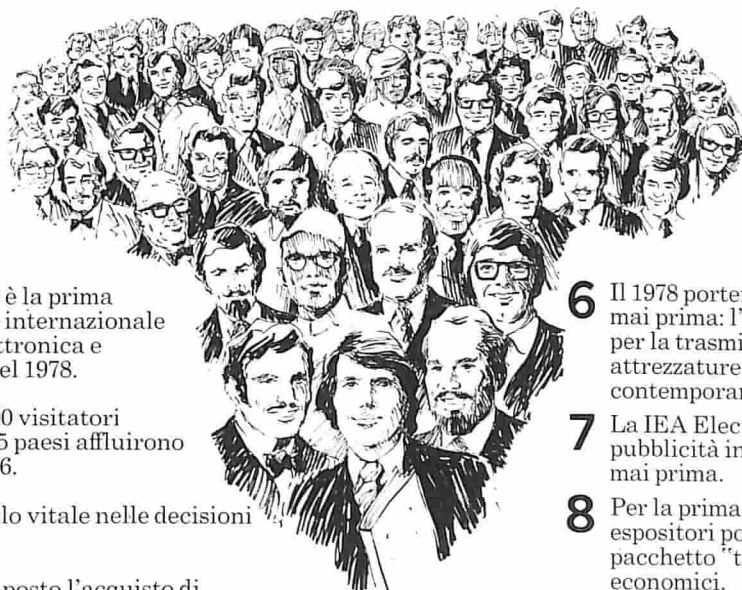 è la prima
internazionale
ttronica e
el 1978.
0 visitatori
5 paesi affluirono
6.
lo vitale nelle decisioni
posto l'acquisto di
6 Il 1978 porter
mai prima: l'
per la trasmi
attrezzature
contemporar
7 La IEA Elec
pubblicità in
mai prima.
8 Per la prima
espositori po
pacchetto "t
economici.